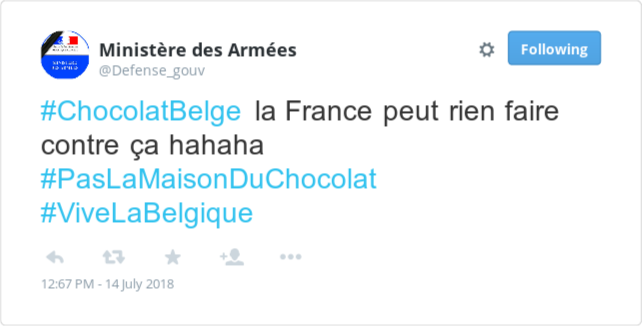 Ministère des Armées
@Defense_gouv
Following
#ChocolatBelge la France peut rien faire
contre ça hahaha
#PasLaMaisonDuChocolat
#ViveLaBelgique
12:67 PM - 14 July 2018